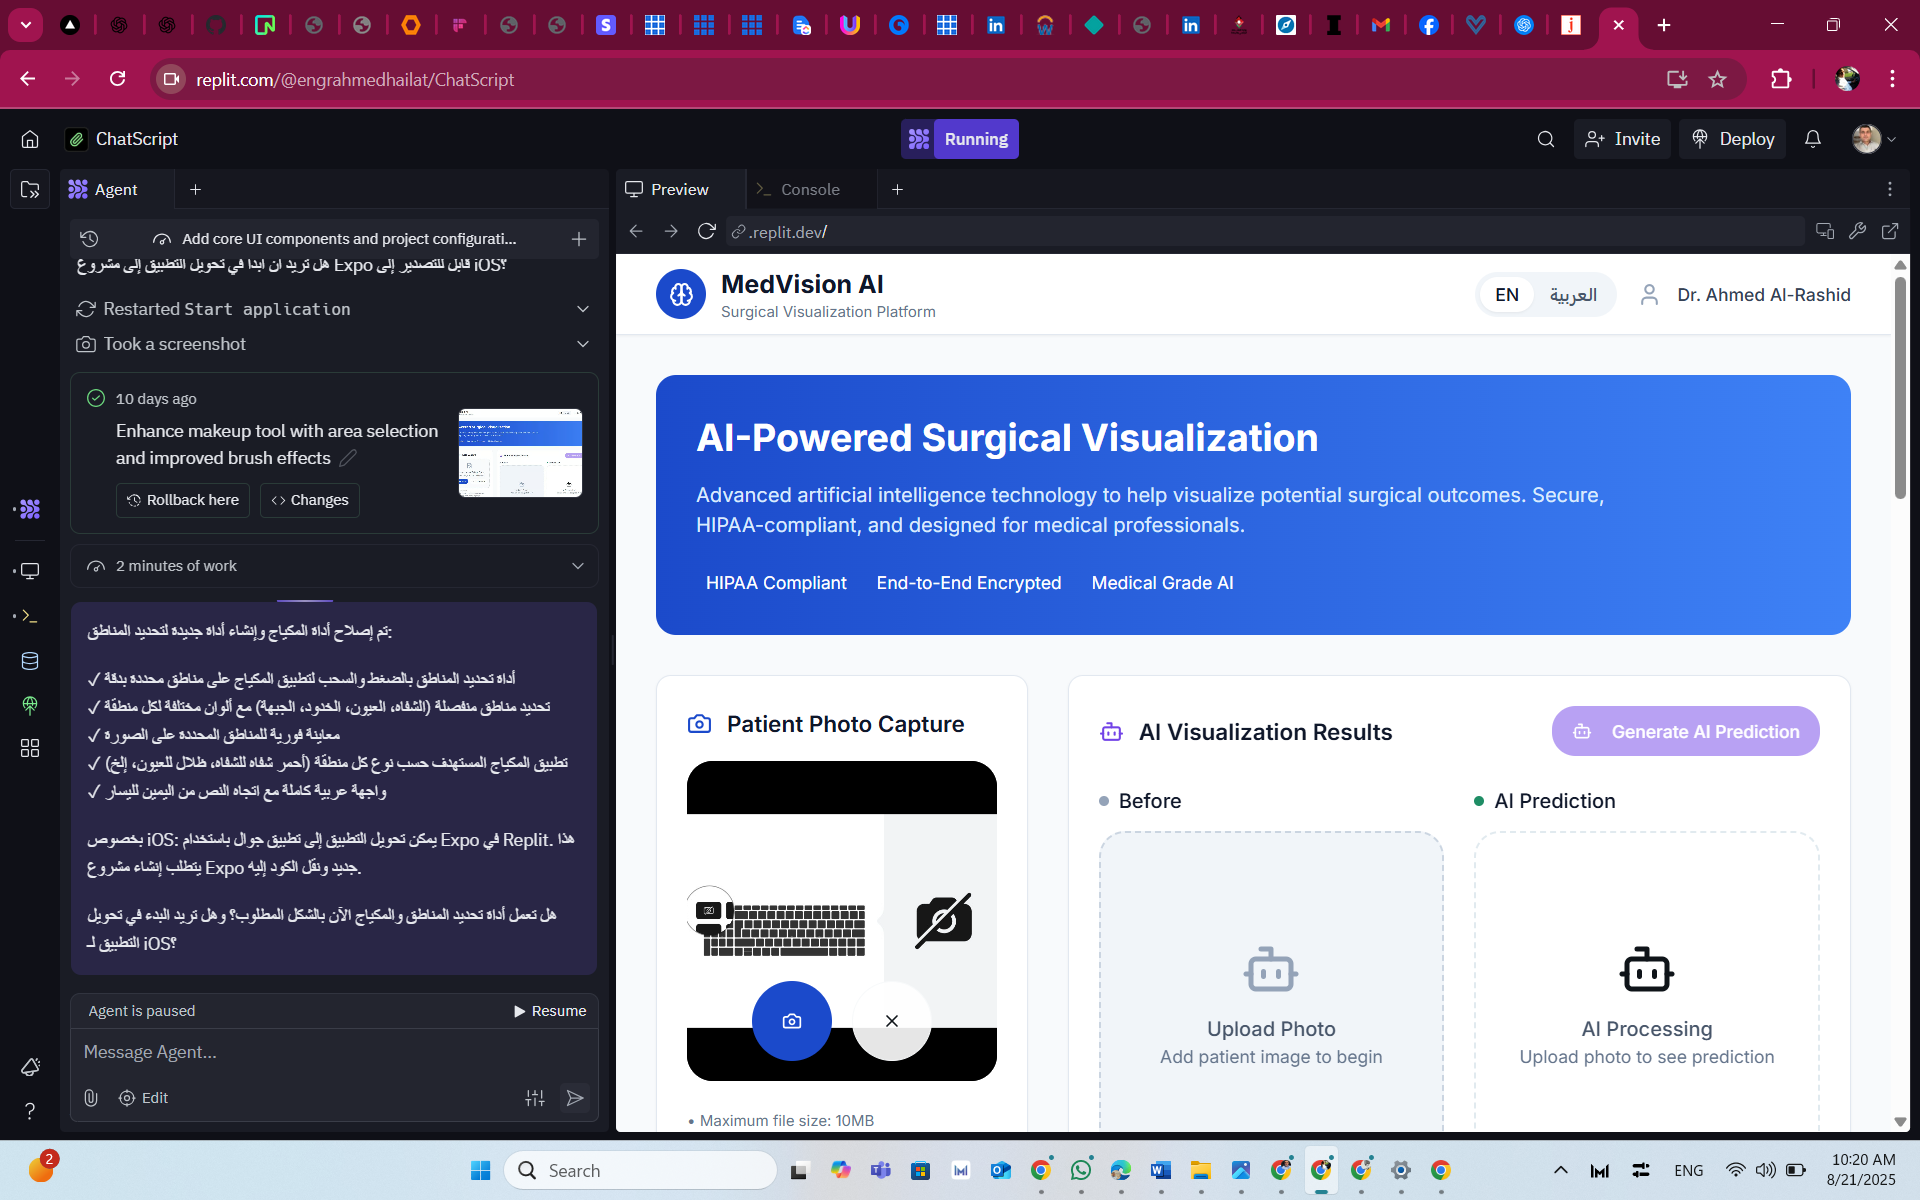 replit.com/@engrahmedhailat/ChatScript
ChatScript
Running
Invite
Deploy
Agent
Preview
Console
Add core UI components and project configurati...
.replit.dev/
قابل للتصدير إلى Expo هل تريد ان ابدا في تحويل التطبيق إلى مشروع iOS؟
Restarted Start application
Took a screenshot
10 days ago
Enhance makeup tool with area selection
and improved brush effects
Rollback here
Changes
2 minutes of work
تم إصلاح أداة المكياج وإنشاء أداة جديدة لتحديد المناطق:
✓ أداة تحديد المناطق بالضغط والسحب لتطبيق المكياج على مناطق محددة بدقة
✓ تحديد مناطق منفصلة (الشفاه، العيون، الخدود، الجبهة) مع ألوان مختلفة لكل منطقة
✓ معاينة فورية للمناطق المحددة على الصورة
✓ تطبيق المكياج المستهدف حسب نوع كل منطقة (أحمر شفاه للشفاه، ظلال للعيون، إلخ)
✓ واجهة عربية كاملة مع اتجاه النص من اليمين لليسار
بخصوص iOS: يمكن تحويل التطبيق إلى تطبيق جوال باستخدام Expo في Replit. هذا
يتطلب إنشاء مشروع Expo جديد ونقل الكود إليه.
هل تعمل أداة تحديد المناطق والمكياج الآن بالشكل المطلوب؟ وهل تريد البدء في تحويل
التطبيق لـ iOS؟
Agent is paused
Resume
Message Agent...
Edit
MedVision AI
Surgical Visualization Platform
EN
العربية
Dr. Ahmed Al-Rashid
AI-Powered Surgical Visualization
Advanced artificial intelligence technology to help visualize potential surgical outcomes. Secure,
HIPAA-compliant, and designed for medical professionals.
HIPAA Compliant
End-to-End Encrypted
Medical Grade AI
Patient Photo Capture
• Maximum file size: 10MB
AI Visualization Results
Generate AI Prediction
Before
AI Prediction
Upload Photo
Add patient image to begin
AI Processing
Upload photo to see prediction
2
Search
ENG
10:20 AM
8/21/2025